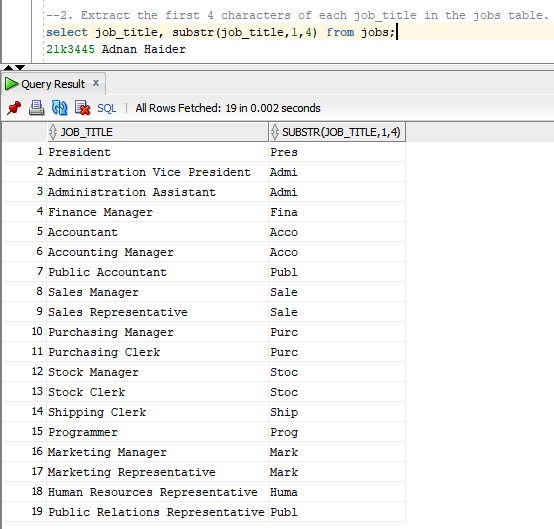 --2. Extract the first 4 characters of each job_title in the jobs table.
select job_title, substr(job_title,1,4) from jobs;
21k3445 Adnan Haider
Query Result x
SQL | All Rows Fetched: 19 in 0.002 seconds
JOB_TITLE SUBSTR(JOB_TITLE,1,4)
1 President Pres
2 Administration Vice President Admi
3 Administration Assistant Admi
4 Finance Manager Fina
5 Accountant Acco
6 Accounting Manager Acco
7 Public Accountant Publ
8 Sales Manager Sale
9 Sales Representative Sale
10 Purchasing Manager Purc
11 Purchasing Clerk Purc
12 Stock Manager Stoc
13 Stock Clerk Stoc
14 Shipping Clerk Ship
15 Programmer Prog
16 Marketing Manager Mark
17 Marketing Representative Mark
18 Human Resources Representative Huma
19 Public Relations Representative Publ